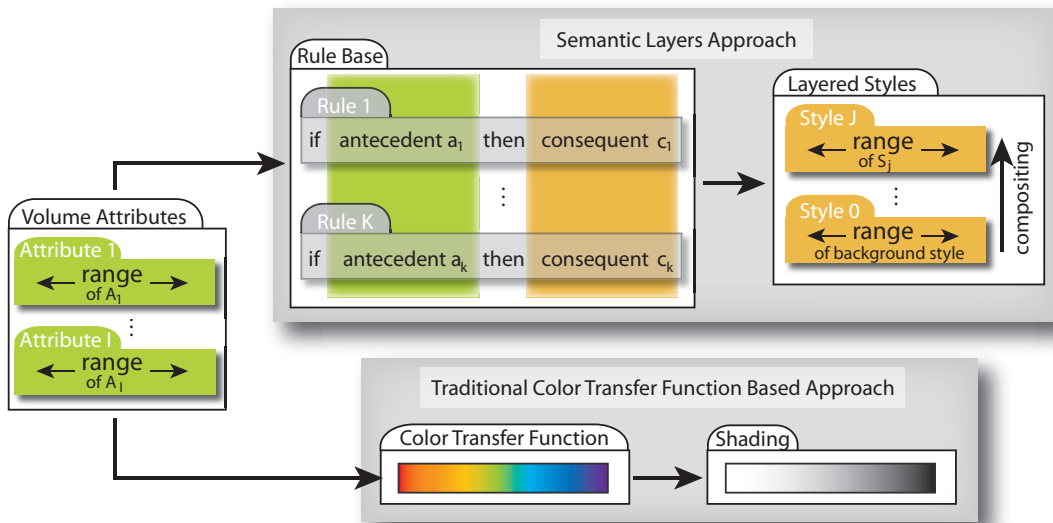 Semantic Layers Approach
Rule Base
Rule 1
if antecedent a1 then consequent c1
⋮
Rule K
if antecedent ak then consequent ck
Layered Styles
Style J
range
of Sj
⋮
Style 0
range
of background style
compositing
Volume Attributes
Attribute 1
range
of A1
⋮
Attribute I
range
of AI
Traditional Color Transfer Function Based Approach
Color Transfer Function
Shading